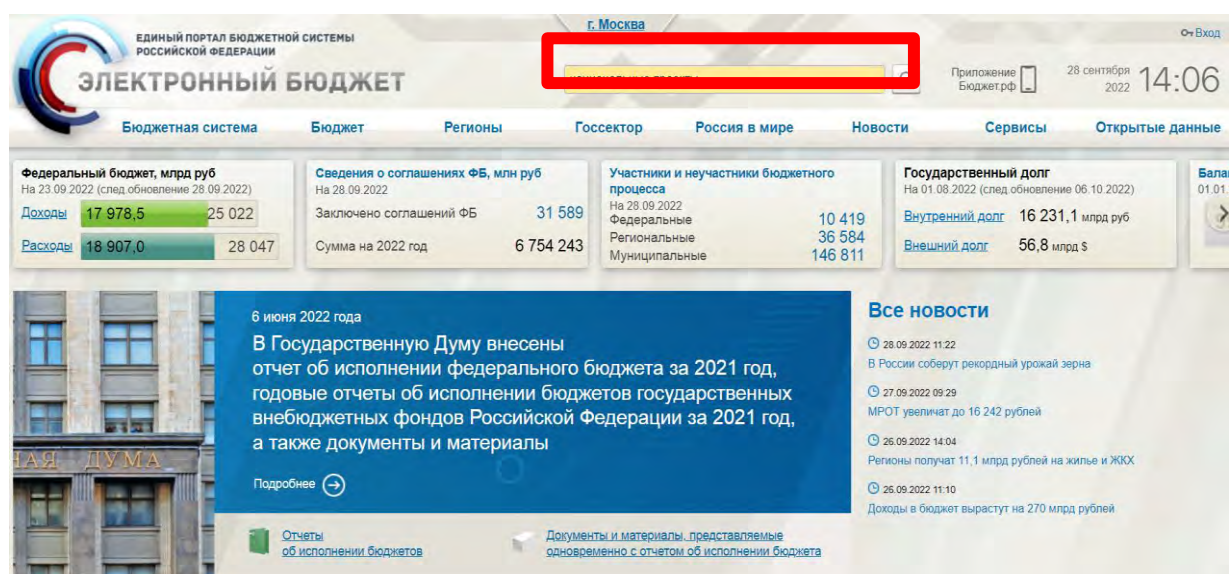 г. Москва
ЕДИНЫЙ ПОРТАЛ БЮДЖЕТНОЙ СИСТЕМЫ
РОССИЙСКОЙ ФЕДЕРАЦИИ
ЭЛЕКТРОННЫЙ БЮДЖЕТ
Вход
Приложение
Бюджет.рф
28 сентября
2022
14:06
Бюджетная система Бюджет Регионы Госсектор Россия в мире Новости Сервисы Открытые данные
Федеральный бюджет, млрд руб
На 23.09.2022 (след.обновление 28.09.2022)
Доходы 17 978,5 25 022
Расходы 18 907,0 28 047
Сведения о соглашениях ФБ, млн руб
На 28.09.2022
Заключено соглашений ФБ 31 589
Сумма на 2022 год 6 754 243
Участники и неучастники бюджетного
процесса
На 28.09.2022
Федеральные 10 419
Региональные 36 584
Муниципальные 146 811
Государственный долг
На 01.08.2022 (след.обновление 06.10.2022)
Внутренний долг 16 231,1 млрд руб
Внешний долг 56,8 млрд $
Бала
01.01.
6 июня 2022 года
В Государственную Думу внесены
отчет об исполнении федерального бюджета за 2021 год,
годовые отчеты об исполнении бюджетов государственных
внебюджетных фондов Российской Федерации за 2021 год,
а также документы и материалы
Подробнее
НАЯ ДУМА
Отчеты
об исполнении бюджетов
Документы и материалы, представляемые
одновременно с отчетом об исполнении бюджета
Все новости
28.09.2022 11:22
В России соберут рекордный урожай зерна
27.09.2022 09:29
МРОТ увеличат до 16 242 рублей
26.09.2022 14:04
Регионы получат 11,1 млрд рублей на жилье и ЖКХ
26.09.2022 11:10
Доходы в бюджет вырастут на 270 млрд рублей